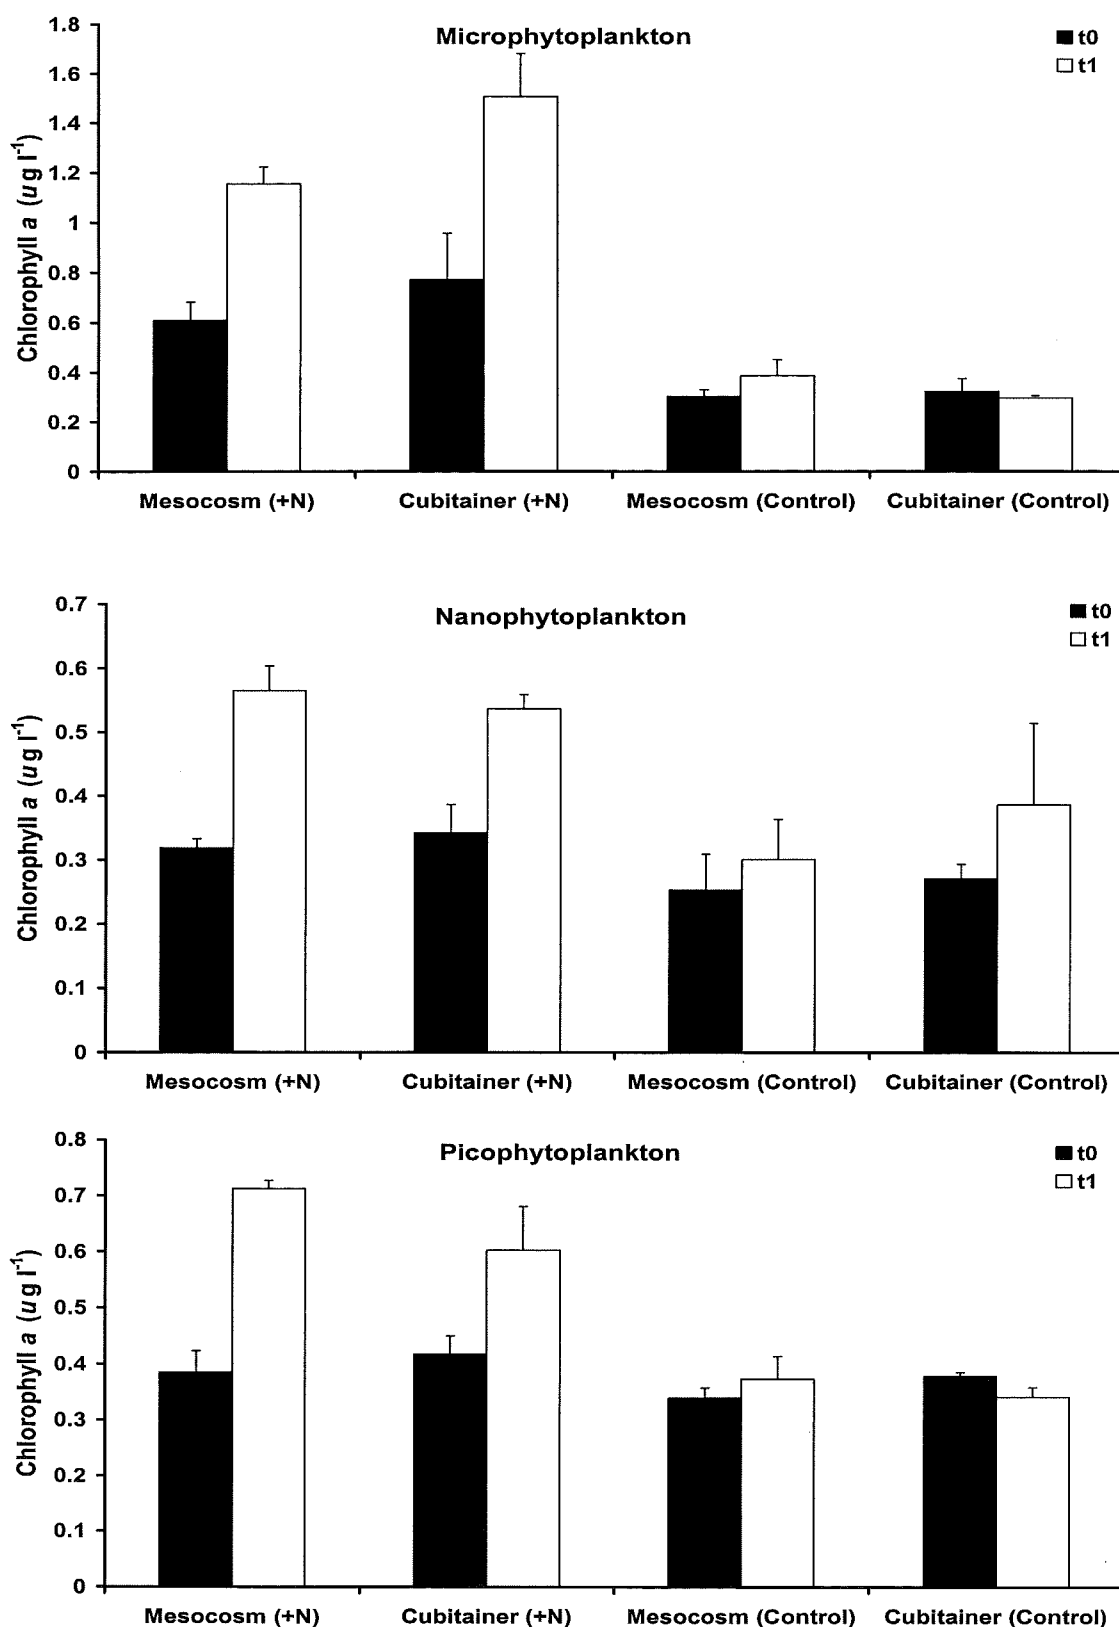 Microphytoplankton
t0
t1
Chlorophyll a (ug l-1)
1.8
1.6
1.4
1.2
1
0.8
0.6
0.4
0.2
0
Mesocosm (+N) Cubitainer (+N) Mesocosm (Control) Cubitainer (Control)
Nanophytoplankton
t0
t1
Chlorophyll a (ug l-1)
0.7
0.6
0.5
0.4
0.3
0.2
0.1
0
Mesocosm (+N) Cubitainer (+N) Mesocosm (Control) Cubitainer (Control)
Picophytoplankton
t0
t1
Chlorophyll a (ug l-1)
0.8
0.7
0.6
0.5
0.4
0.3
0.2
0.1
0
Mesocosm (+N) Cubitainer (+N) Mesocosm (Control) Cubitainer (Control)